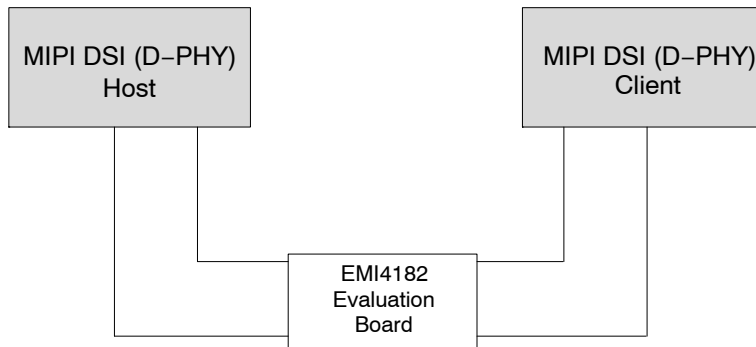 MIPI DSI (D−PHY)
Host
MIPI DSI (D−PHY)
Client
EMI4182
Evaluation
Board